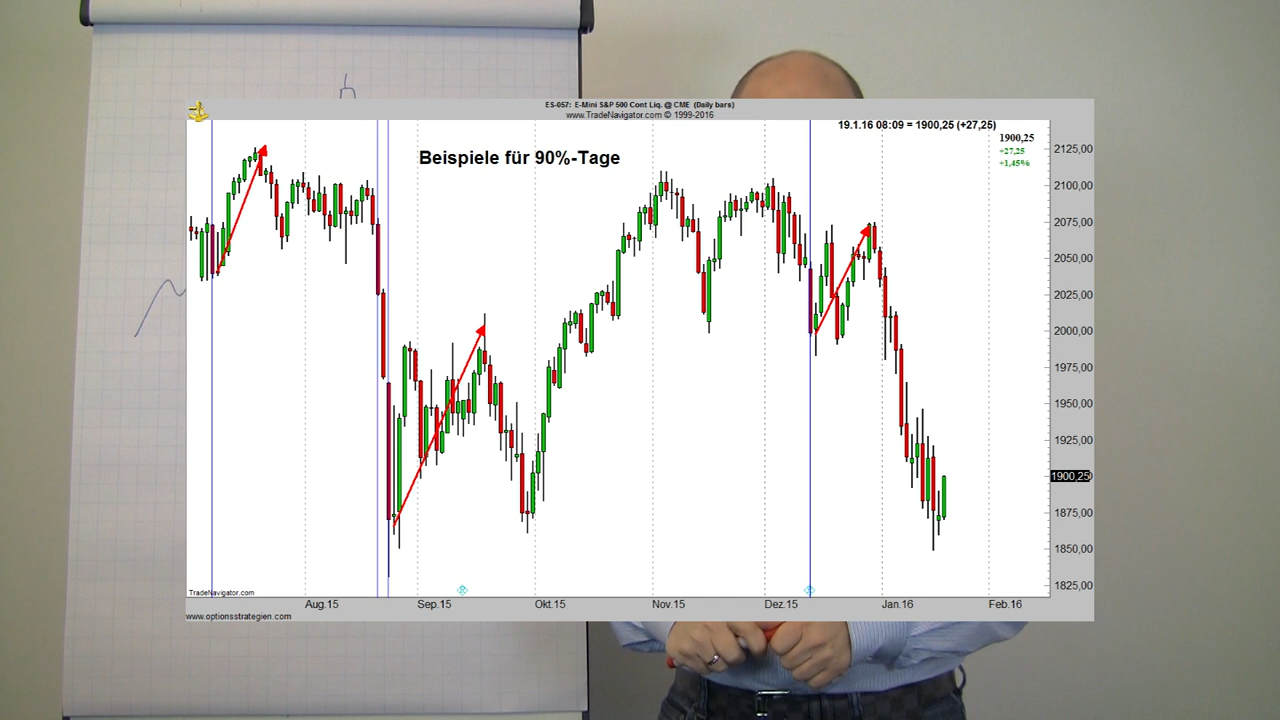 ES-057: E-Mini S&P 500 Cont Liq. @ CME (Daily bars)
www.TradeNavigator.com © 1999-2016
19.1.16 08:09 = 1900,25 (+27,25)
1900,25
+27,25
+1,45%
Beispiele für 90%-Tage
2125,00
2100,00
2075,00
2050,00
2025,00
2000,00
1975,00
1950,00
1925,00
1900,25
1875,00
1850,00
1825,00
TradeNavigator.com
Aug.15 Sep.15 Okt.15 Nov.15 Dez.15 Jan.16 Feb.16
www.optionsstrategien.com